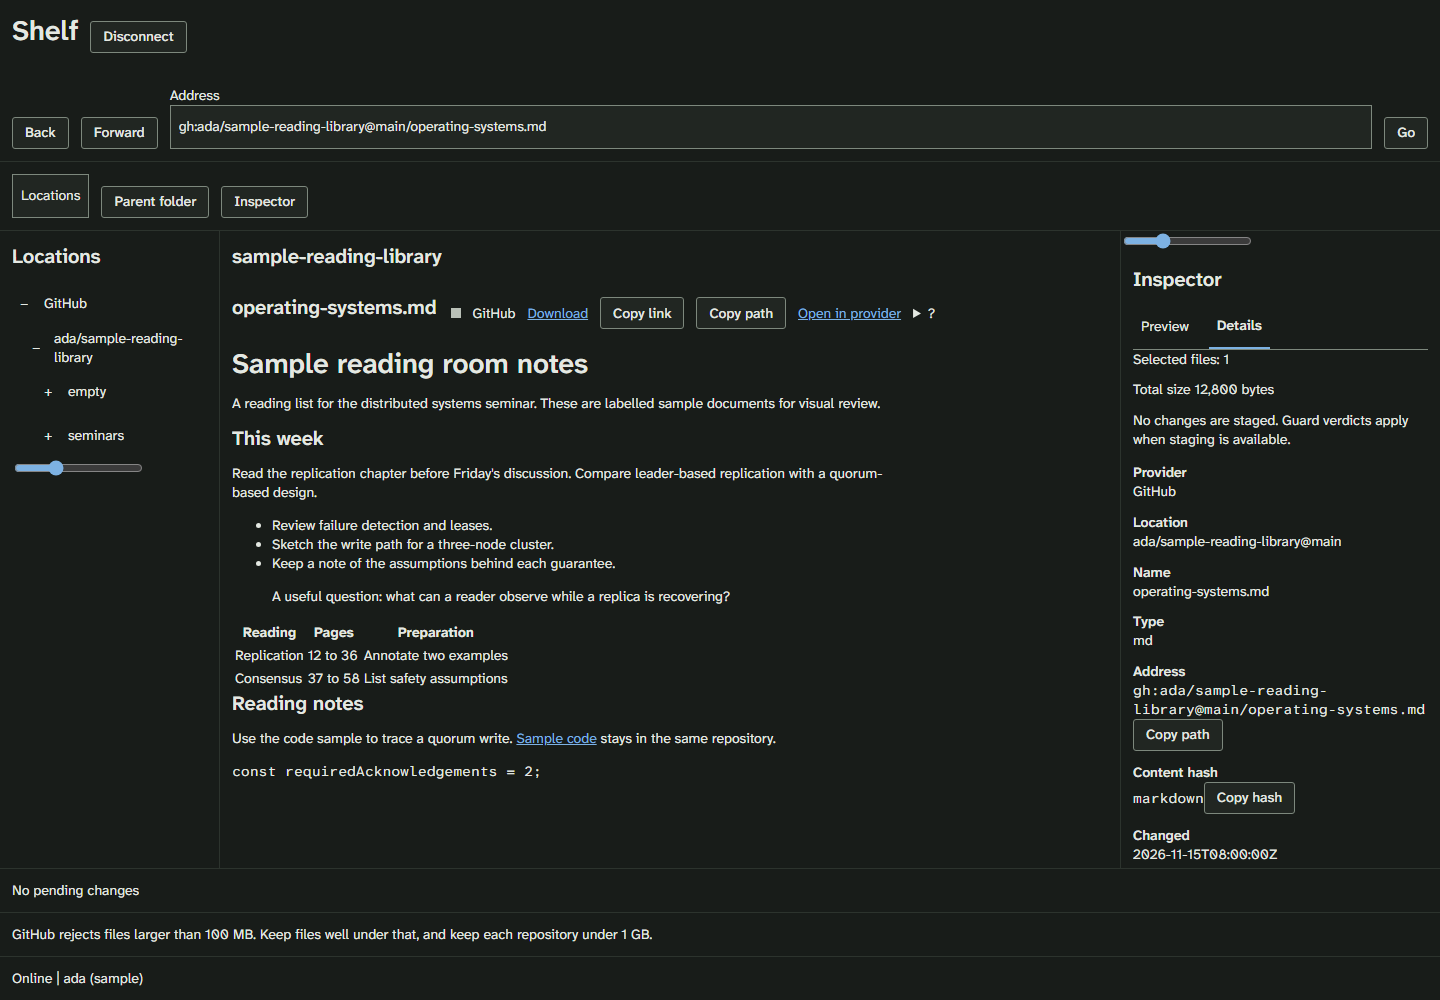 Shelf
Disconnect
Address
Back
Forward
gh:ada/sample-reading-library@main/operating-systems.md
Go
Locations
Parent folder
Inspector
Locations
– GitHub
– ada/sample-reading-
library
+ empty
+ seminars
sample-reading-library
operating-systems.md
GitHub
Download
Copy link
Copy path
Open in provider
?
Sample reading room notes
A reading list for the distributed systems seminar. These are labelled sample documents for visual review.
This week
Read the replication chapter before Friday's discussion. Compare leader-based replication with a quorum-
based design.
• Review failure detection and leases.
• Sketch the write path for a three-node cluster.
• Keep a note of the assumptions behind each guarantee.
A useful question: what can a reader observe while a replica is recovering?
Reading Pages Preparation
Replication 12 to 36 Annotate two examples
Consensus 37 to 58 List safety assumptions
Reading notes
Use the code sample to trace a quorum write. Sample code stays in the same repository.
const requiredAcknowledgements = 2;
Inspector
Preview
Details
Selected files: 1
Total size 12,800 bytes
No changes are staged. Guard verdicts apply
when staging is available.
Provider
GitHub
Location
ada/sample-reading-library@main
Name
operating-systems.md
Type
md
Address
gh:ada/sample-reading-
library@main/operating-systems.md
Copy path
Content hash
markdown
Copy hash
Changed
2026-11-15T08:00:00Z
No pending changes
GitHub rejects files larger than 100 MB. Keep files well under that, and keep each repository under 1 GB.
Online | ada (sample)